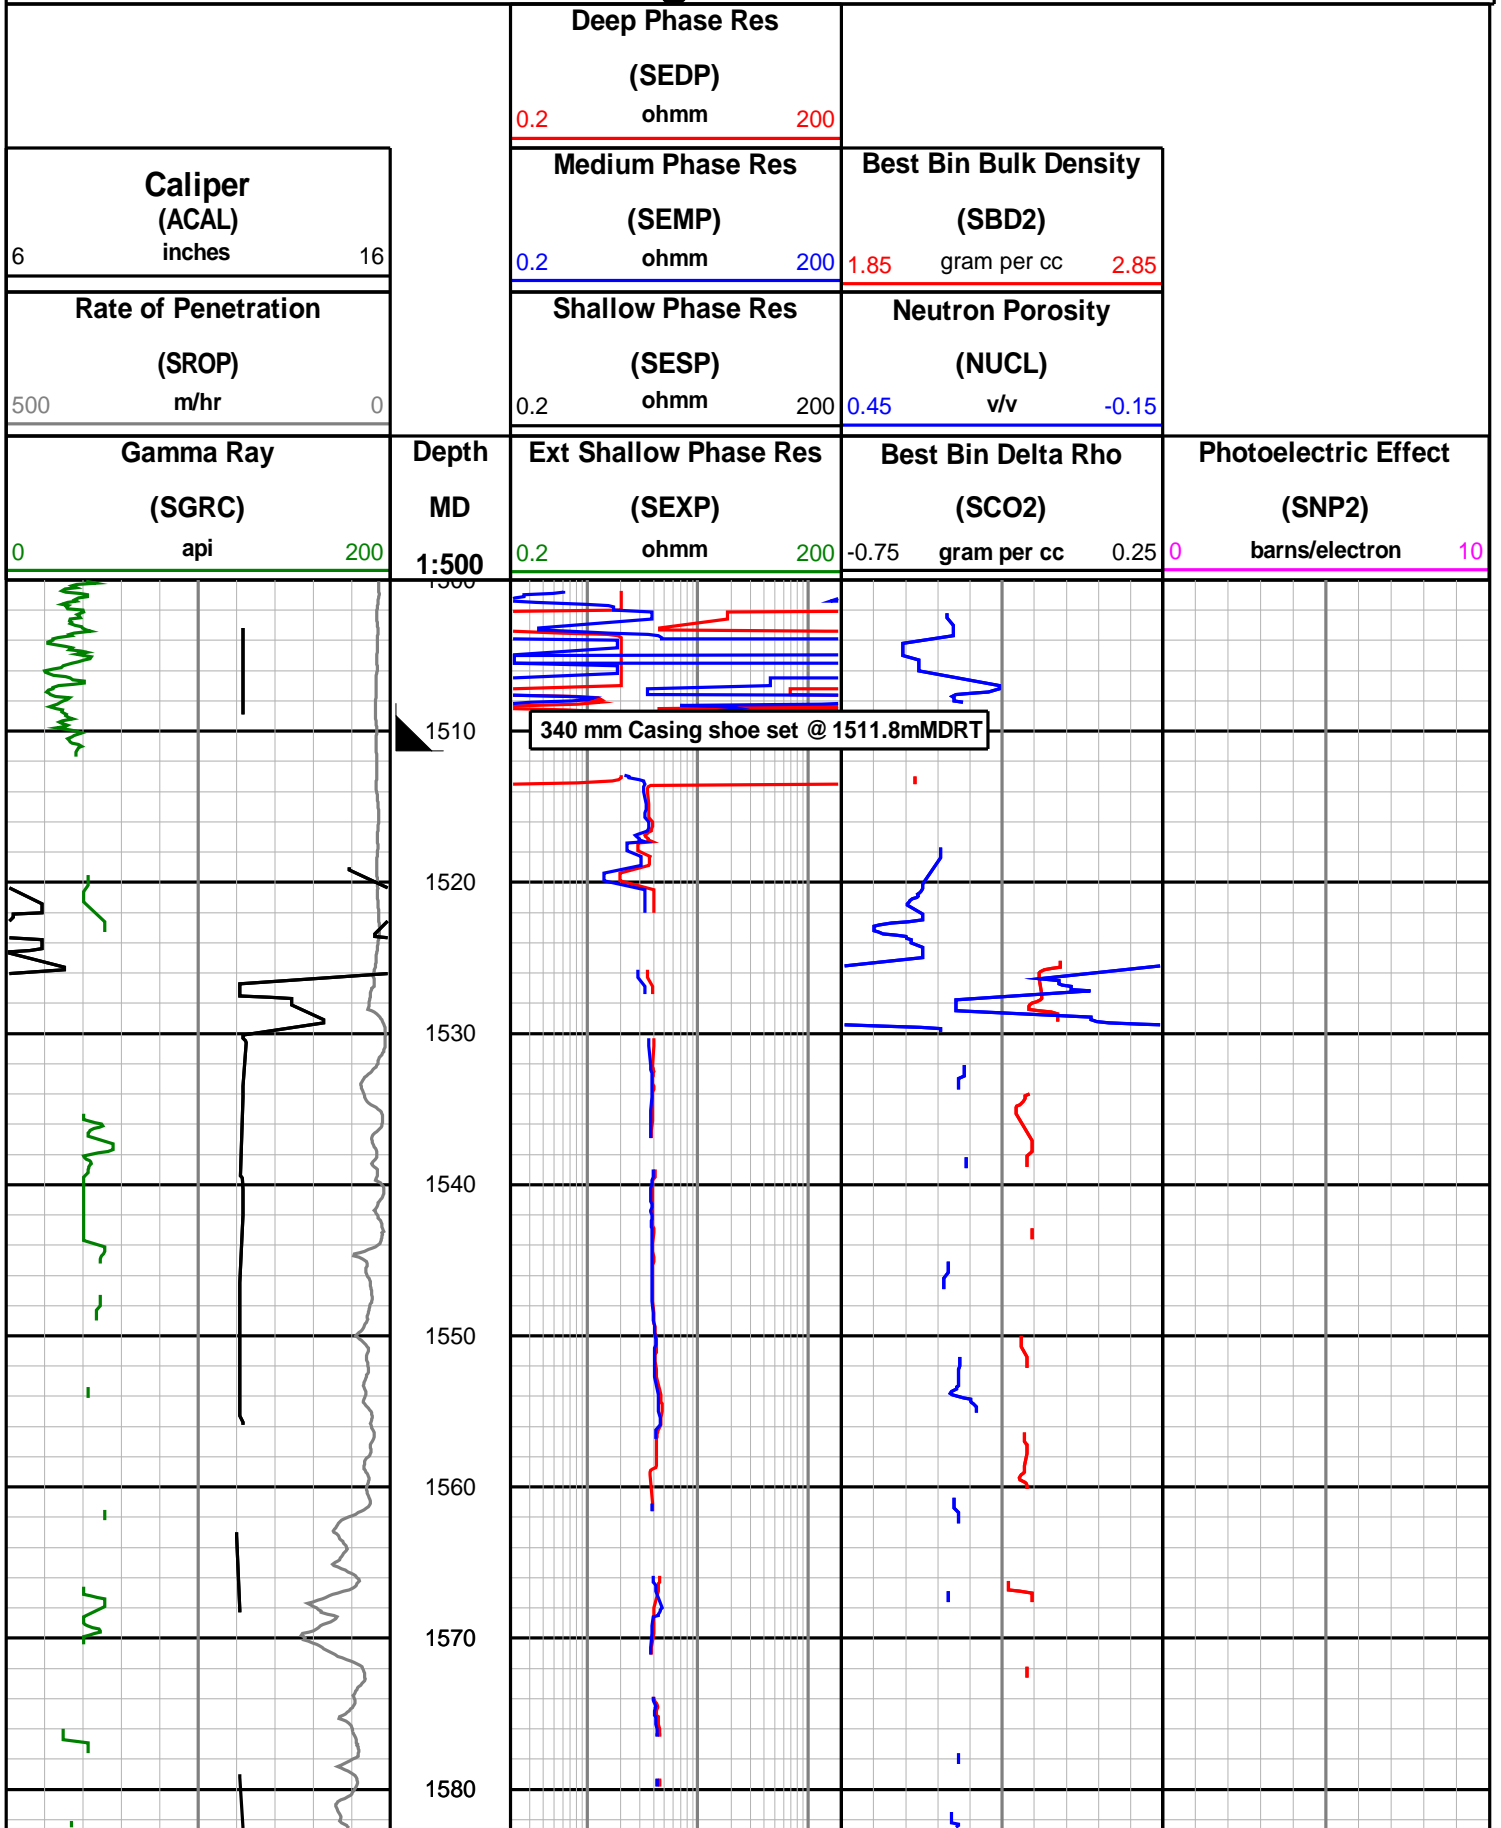 Deep Phase Res
(SEDP)
ohmm
0.2 200
Caliper
(ACAL)
inches
6 16
Medium Phase Res
(SEMP)
ohmm
0.2 200
Best Bin Bulk Density
(SBD2)
gram per cc
1.85 2.85
Rate of Penetration
(SROP)
m/hr
500 0
Shallow Phase Res
(SESP)
ohmm
0.2 200
Neutron Porosity
(NUCL)
v/v
0.45 -0.15
Gamma Ray
(SGRC)
api
0 200
Depth
MD
1:500
Ext Shallow Phase Res
(SEXP)
ohmm
0.2 200
Best Bin Delta Rho
(SCO2)
gram per cc
-0.75 0.25
Photoelectric Effect
(SNP2)
barns/electron
0 10
1500
1510
340 mm Casing shoe set @ 1511.8mMDRT
1520
1530
1540
1550
1560
1570
1580